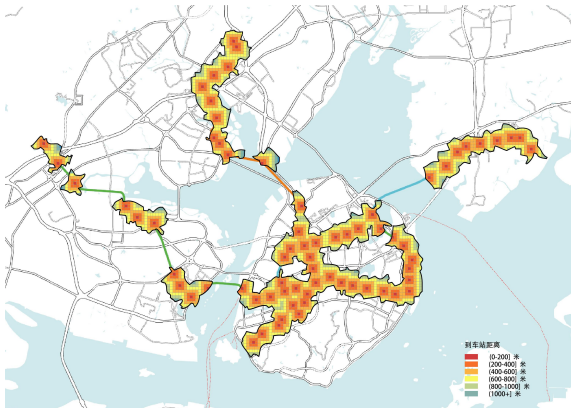 到车站距离
(0-200] 米
(200-400] 米
(400-600] 米
(600-800] 米
(800-1000] 米
(1000+] 米